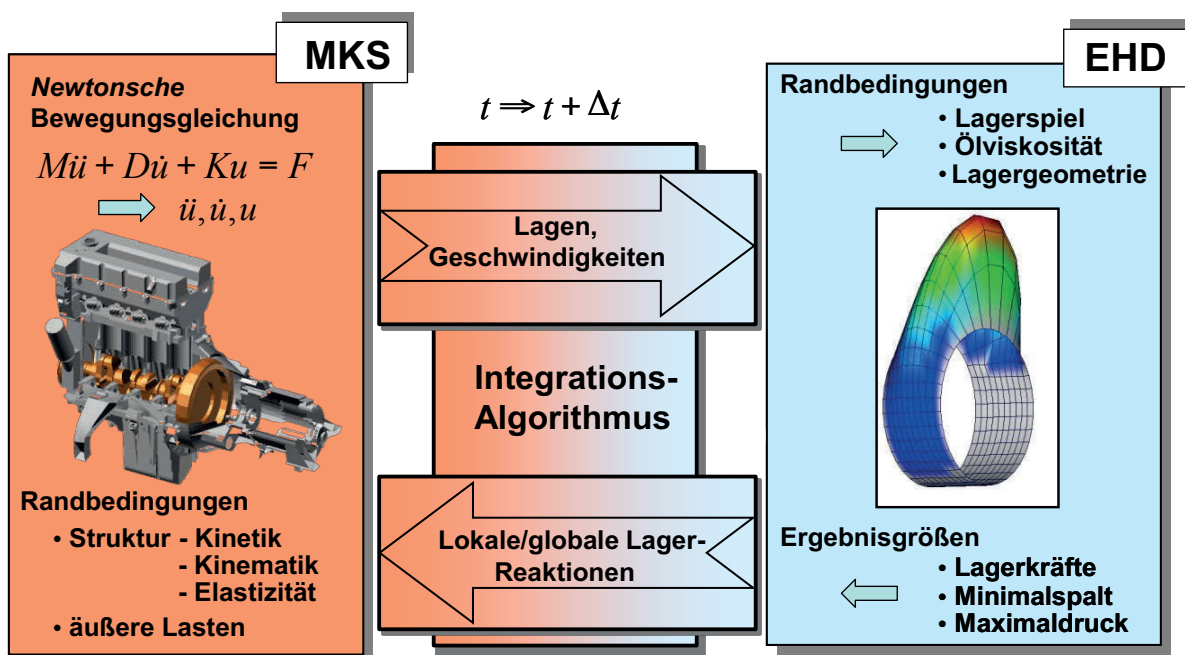 MKS
Newtonsche
Bewegungsgleichung
Mü + Du̇ + Ku = F
ü, u̇, u
Randbedingungen
• Struktur - Kinetik
- Kinematik
- Elastizität
• äußere Lasten
t ⇒ t + Δt
Lagen,
Geschwindigkeiten
Integrations-
Algorithmus
Lokale/globale Lager-
Reaktionen
EHD
Randbedingungen
• Lagerspiel
• Ölviskosität
• Lagergeometrie
Ergebnisgrößen
• Lagerkräfte
• Minimalspalt
• Maximaldruck